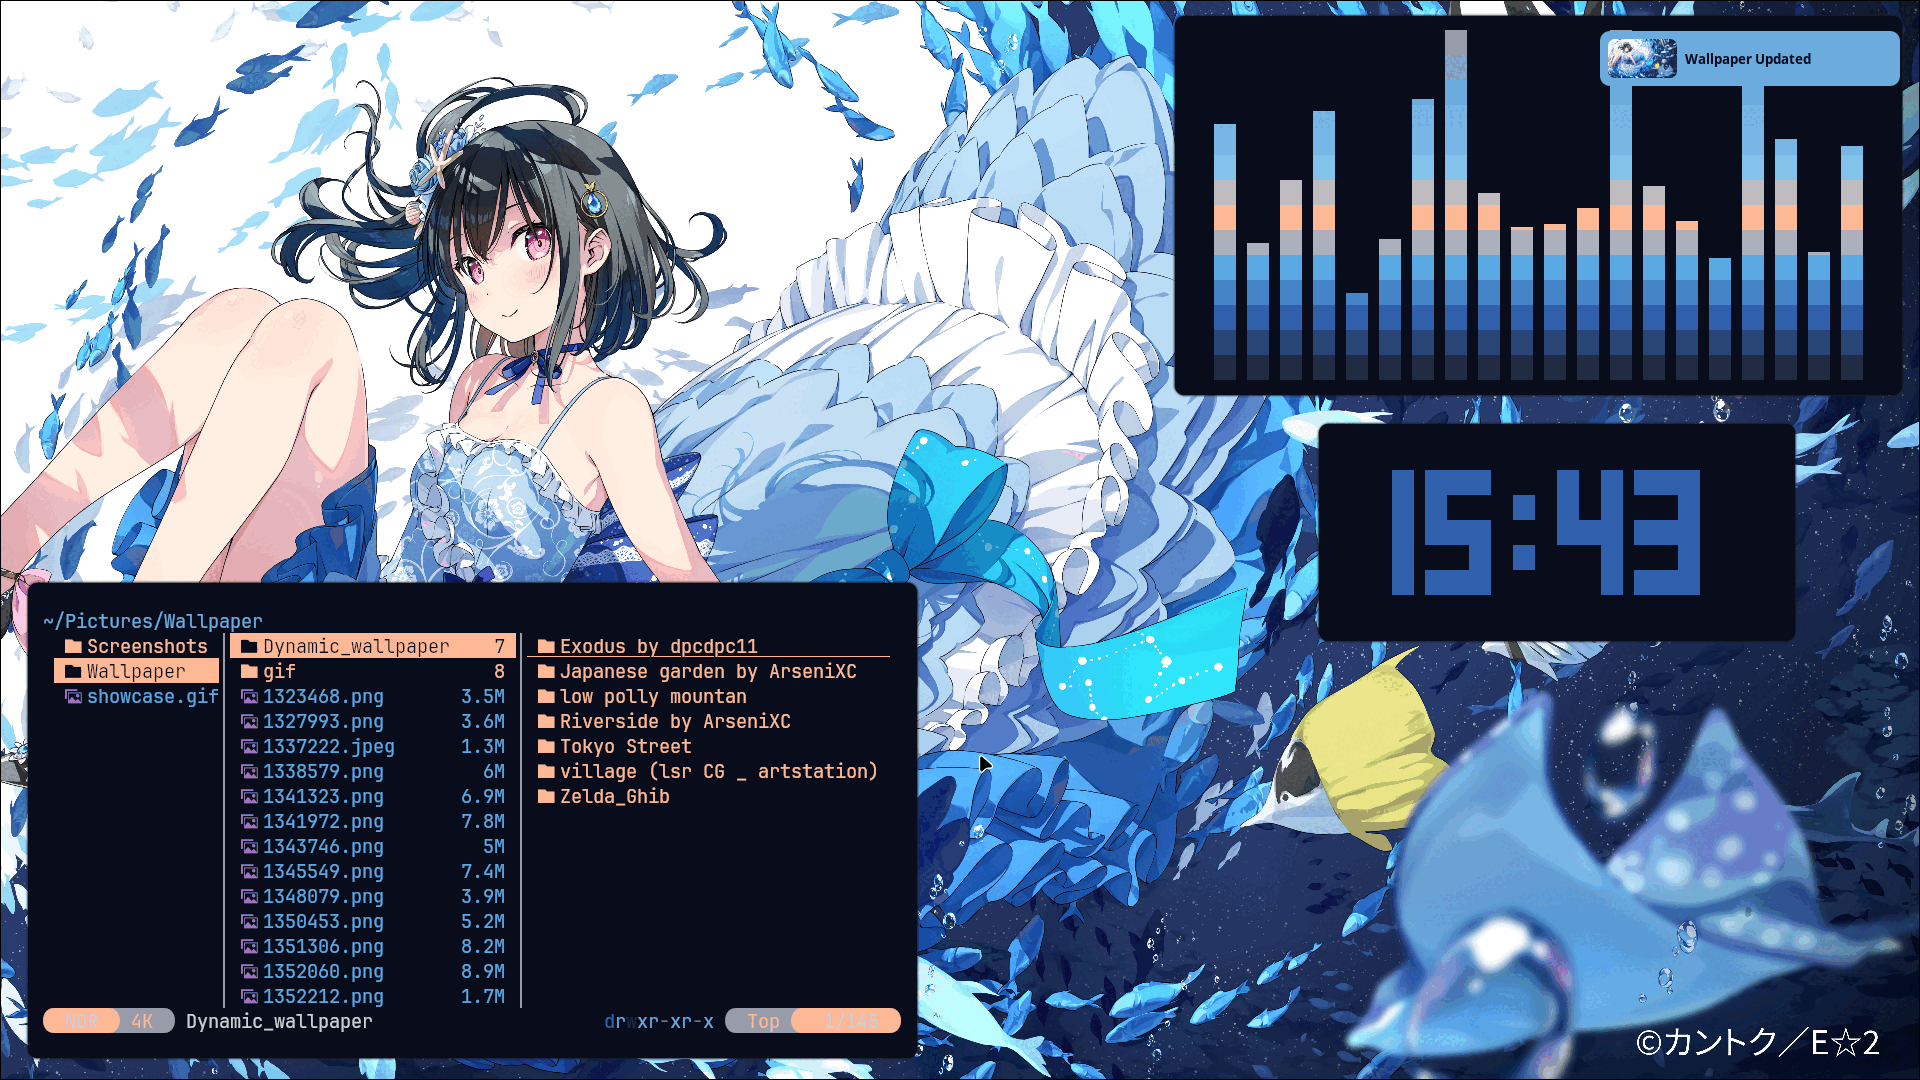 Wallpaper Updated
15:43
~/Pictures/Wallpaper
Screenshots
Wallpaper
showcase.gif
Dynamic_wallpaper 7
gif 8
1323468.png 3.5M
1327993.png 3.6M
1337222.jpeg 1.3M
1338579.png 6M
1341323.png 6.9M
1341972.png 7.8M
1343746.png 5M
1345549.png 7.4M
1348079.png 3.9M
1350453.png 5.2M
1351306.png 8.2M
1352060.png 8.9M
1352212.png 1.7M
Exodus by dpcdpc11
Japanese garden by ArseniXC
low polly mountan
Riverside by ArseniXC
Tokyo Street
village (lsr CG _ artstation)
Zelda_Ghib
NOR 4K Dynamic_wallpaper drwxr-xr-x Top 1/145
©カントク／E☆2